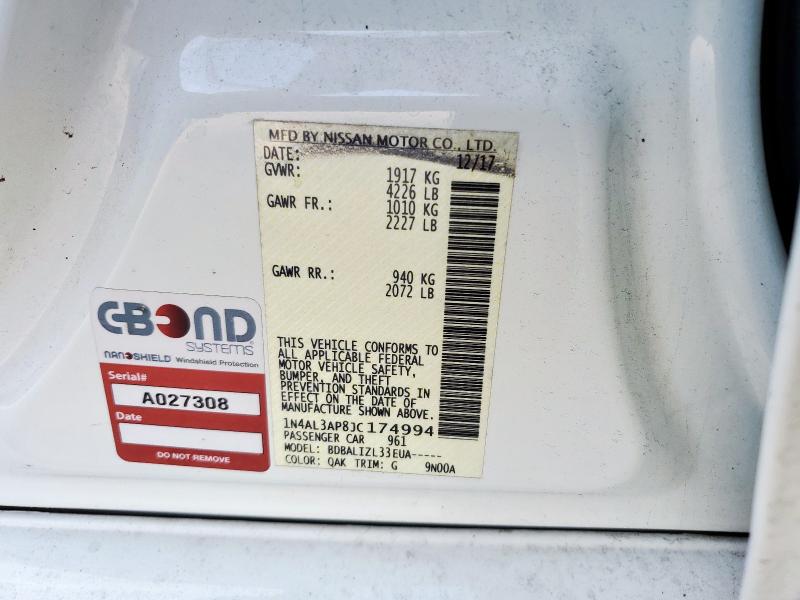 MFD BY NISSAN MOTOR CO., LTD.
DATE: 12/17
GVWR: 1917 KG
4226 LB
GAWR FR.: 1010 KG
2227 LB
GAWR RR.: 940 KG
2072 LB
THIS VEHICLE CONFORMS TO
ALL APPLICABLE FEDERAL
MOTOR VEHICLE SAFETY,
BUMPER, AND THEFT
PREVENTION STANDARDS IN
EFFECT ON THE DATE OF
MANUFACTURE SHOWN ABOVE.
1N4AL3AP8JC174994
PASSENGER CAR 961
MODEL: BDBALIZL33EUA-----
COLOR: QAK TRIM: G 9N00A
C-BOND
SYSTEMS
NANOSHIELD Windshield Protection
Serial#
A027308
Date
DO NOT REMOVE